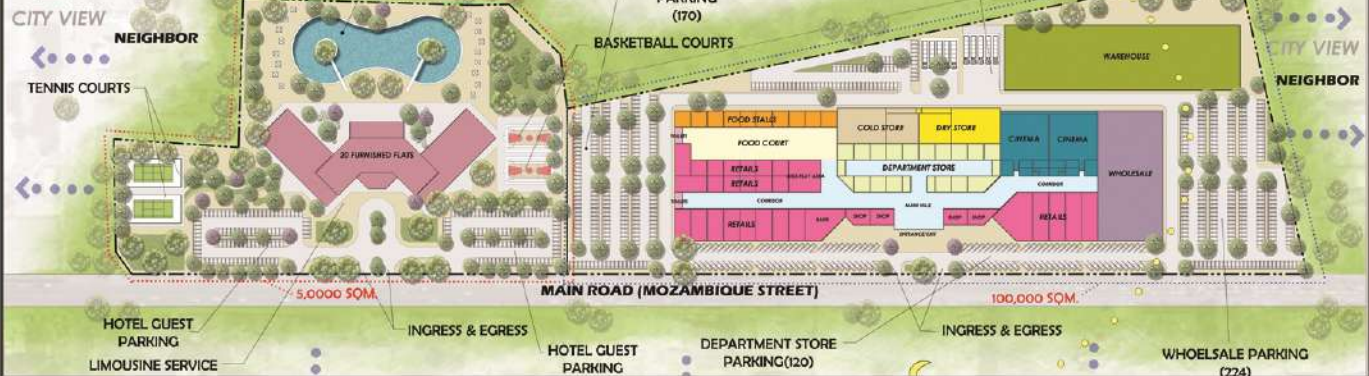 CITY VIEW
NEIGHBOR
PARKING
(170)
BASKETBALL COURTS
CITY VIEW
NEIGHBOR
TENNIS COURTS
WAREHOUSE
FOOD STALLS
COLD STORE
DRY STORE
CINEMA
CINEMA
FOOD COURT
20 FURNISHED FLATS
RETAILS
DEPARTMENT STORE
WHOLESALE
RETAILS
CORRIDOR
CORRIDOR
RETAILS
BANK
SHOP
SHOP
SHOP
SHOP
RETAILS
5,0000 SQM.
MAIN ROAD (MOZAMBIQUE STREET)
100,000 SQM.
HOTEL GUEST
PARKING
INGRESS & EGRESS
LIMOUSINE SERVICE
HOTEL GUEST
PARKING
DEPARTMENT STORE
PARKING(120)
INGRESS & EGRESS
WHOELSALE PARKING
(224)